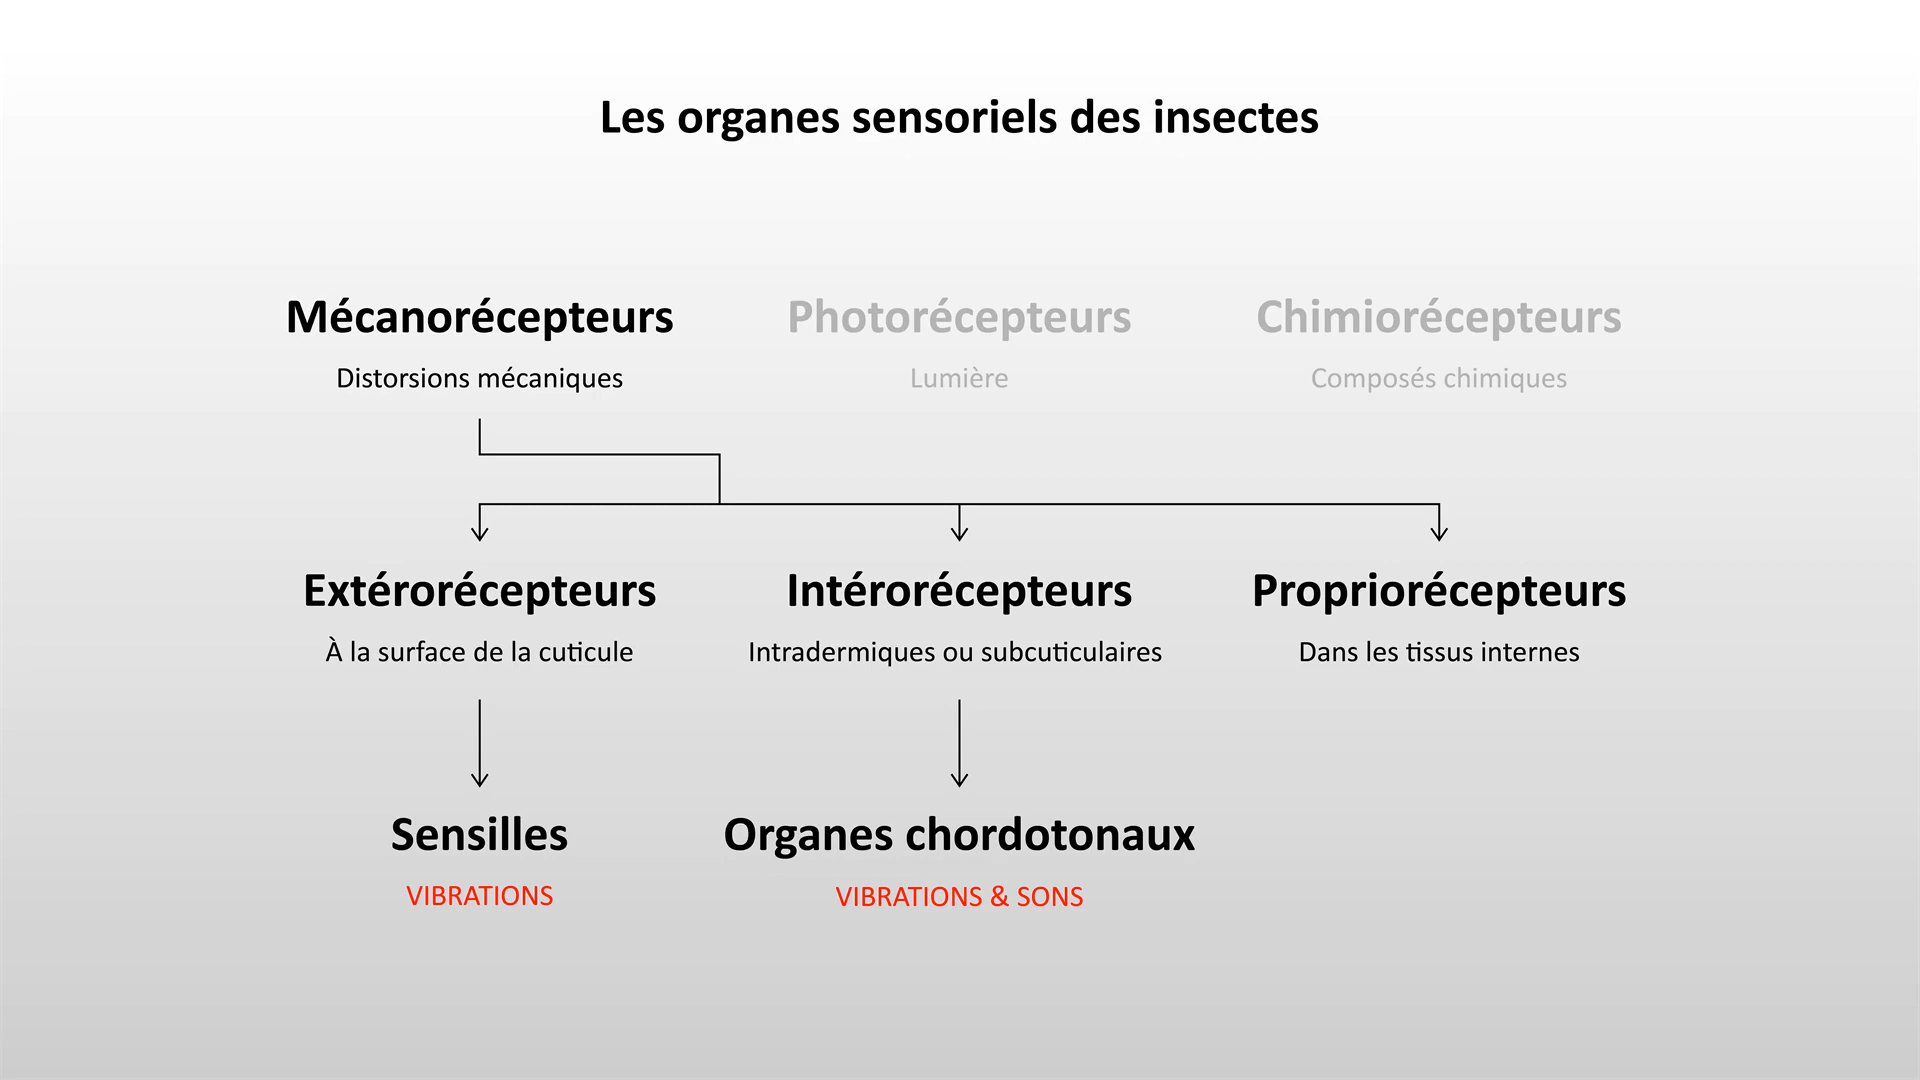 Les organes sensoriels des insectes
Mécanorécepteurs
Photorécepteurs
Chimiorécepteurs
Distorsions mécaniques
Lumière
Composés chimiques
Extérorécepteurs
Intérorécepteurs
Propriorécepteurs
À la surface de la cuticule
Intradermiques ou subcuticulaires
Dans les tissus internes
Sensilles
Organes chordotonaux
VIBRATIONS
VIBRATIONS & SONS